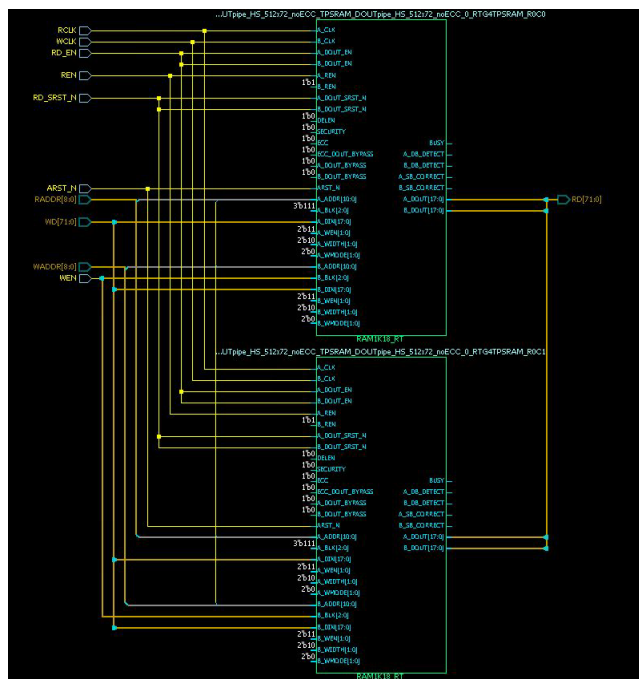 ...UTpipe_HS_512x72_noECC_TPSRAM_DOUTpipe_HS_512x72_noECC_0_RTG4TPSRAM_R0C0
RCLK
A_CLK
WCLK
B_CLK
RD_EN
A_DOUT_EN
B_DOUT_EN
REN
A_REN
1'b1
B_REN
RD_SRST_N
A_DOUT_SRST_N
B_DOUT_SRST_N
1'b0
DELEN
1'b0
SECURITY
1'b0
ECC
BUSY
1'b0
ECC_DOUT_BYPASS
A_DB_DETECT
1'b0
A_DOUT_BYPASS
B_DB_DETECT
1'b0
B_DOUT_BYPASS
A_SB_CORRECT
ARST_N
ARST_N
B_SB_CORRECT
RADDR[8:0]
A_ADDR[10:0]
A_DOUT[17:0]
RD[71:0]
3'b111
A_BLK[2:0]
B_DOUT[17:0]
WD[71:0]
A_DIN[17:0]
2'b11
A_WEN[1:0]
2'b10
A_WIDTH[1:0]
2'b0
A_WMODE[1:0]
WADDR[8:0]
B_ADDR[10:0]
WEN
B_BLK[2:0]
B_DIN[17:0]
2'b11
B_WEN[1:0]
2'b10
B_WIDTH[1:0]
2'b0
B_WMODE[1:0]
RAM1K18_RT
...UTpipe_HS_512x72_noECC_TPSRAM_DOUTpipe_HS_512x72_noECC_0_RTG4TPSRAM_R0C1
A_CLK
B_CLK
A_DOUT_EN
B_DOUT_EN
A_REN
1'b1
B_REN
A_DOUT_SRST_N
B_DOUT_SRST_N
1'b0
DELEN
1'b0
SECURITY
1'b0
ECC
BUSY
1'b0
ECC_DOUT_BYPASS
A_DB_DETECT
1'b0
A_DOUT_BYPASS
B_DB_DETECT
1'b0
B_DOUT_BYPASS
A_SB_CORRECT
ARST_N
B_SB_CORRECT
A_ADDR[10:0]
A_DOUT[17:0]
3'b111
A_BLK[2:0]
B_DOUT[17:0]
A_DIN[17:0]
2'b11
A_WEN[1:0]
2'b10
A_WIDTH[1:0]
2'b0
A_WMODE[1:0]
B_ADDR[10:0]
B_BLK[2:0]
B_DIN[17:0]
2'b11
B_WEN[1:0]
2'b10
B_WIDTH[1:0]
2'b0
B_WMODE[1:0]
RAM1K18_RT